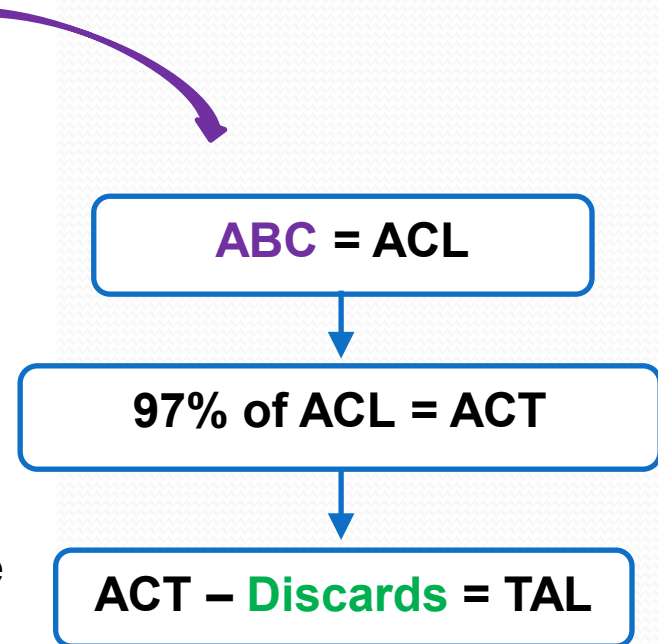 ABC = ACL
97% of ACL = ACT
ACT – Discards = TAL